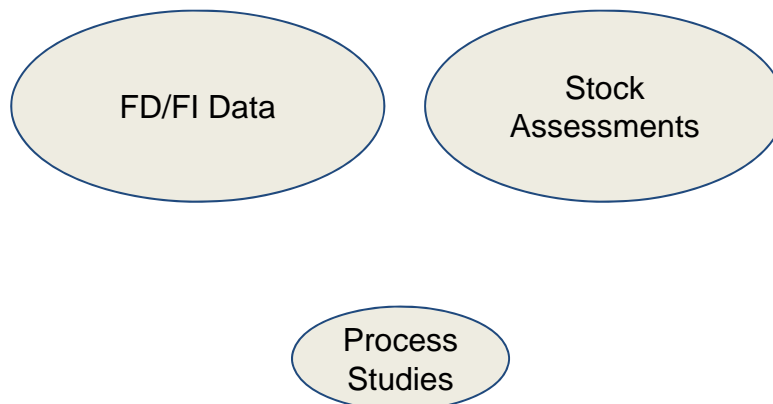 FD/FI Data
Stock
Assessments
Process
Studies